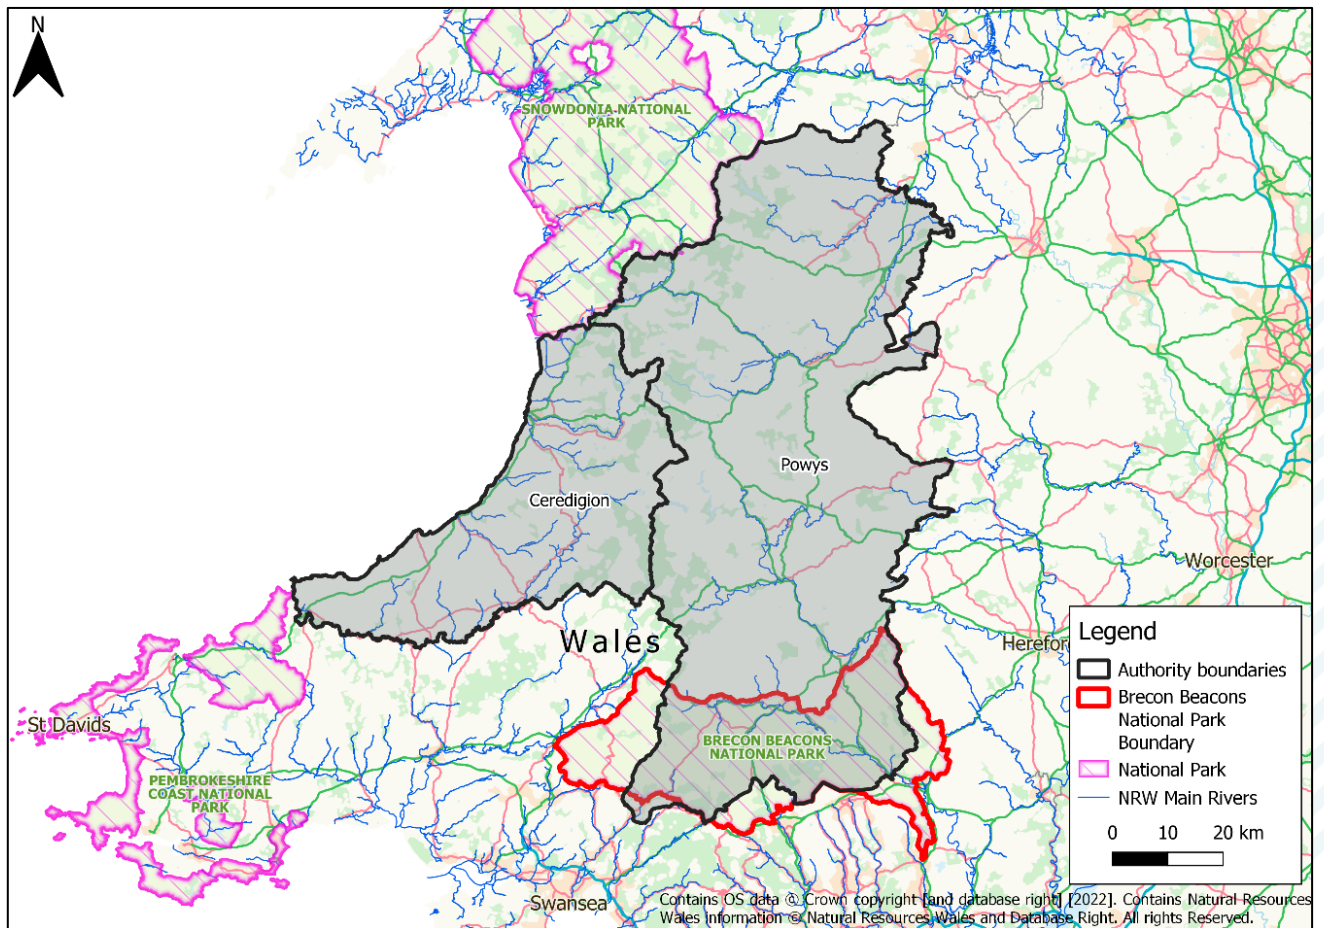 N
SNOWDONIA NATIONAL
PARK
Powys
Ceredigion
Worcester
Wales
Hereford
St Davids
BRECON BEACONS
NATIONAL PARK
PEMBROKESHIRE
COAST NATIONAL
PARK
Swansea
Legend
Authority boundaries
Brecon Beacons
National Park
Boundary
National Park
NRW Main Rivers
0 10 20 km
Contains OS data © Crown copyright [and database right] [2022]. Contains Natural Resources
Wales information © Natural Resources Wales and Database Right. All rights Reserved.